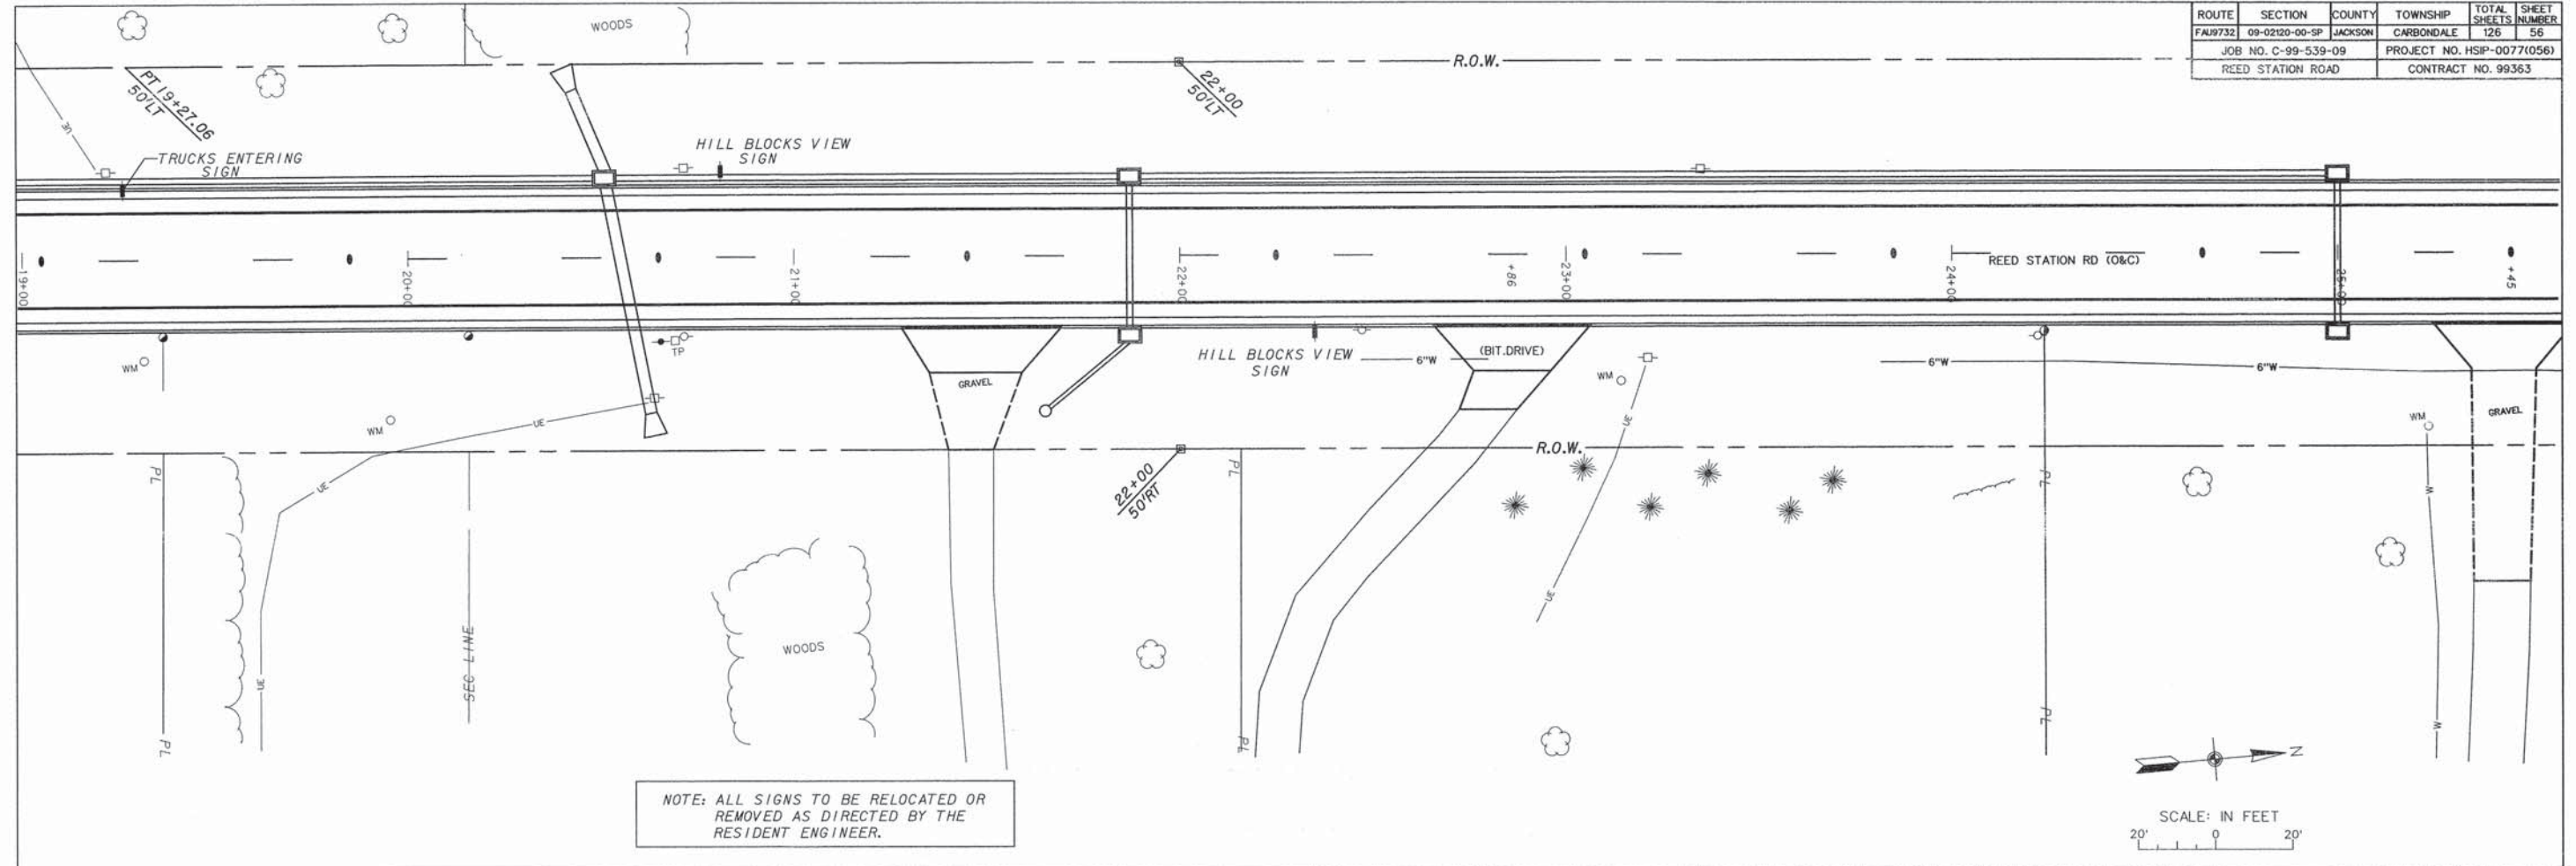 ROUTE SECTION COUNTY TOWNSHIP TOTAL SHEETS SHEET NUMBER
FAU9732 09-02120-00-SP JACKSON CARBONDALE 126 56
JOB NO. C-99-539-09 PROJECT NO. HSIP-0077(056)
REED STATION ROAD CONTRACT NO. 99363
WOODS
R.O.W.
PT 19+27.06
50'LT
22+00
50'LT
UE
TRUCKS ENTERING
SIGN
HILL BLOCKS VIEW
SIGN
19+00
20+00
21+00
22+00
+86
23+00
24+00
REED STATION RD (O&C)
25+00
+45
WM
WM
TP
GRAVEL
HILL BLOCKS VIEW
SIGN
6"W
(BIT.DRIVE)
WM
6"W
6"W
WM
GRAVEL
UE
UE
UE
R.O.W.
22+00
50'RT
PL
PL
PL
PL
PL
PL
UE
UE
W
W
SEC LINE
WOODS
NOTE: ALL SIGNS TO BE RELOCATED OR
REMOVED AS DIRECTED BY THE
RESIDENT ENGINEER.
N
SCALE: IN FEET
20' 0 20'